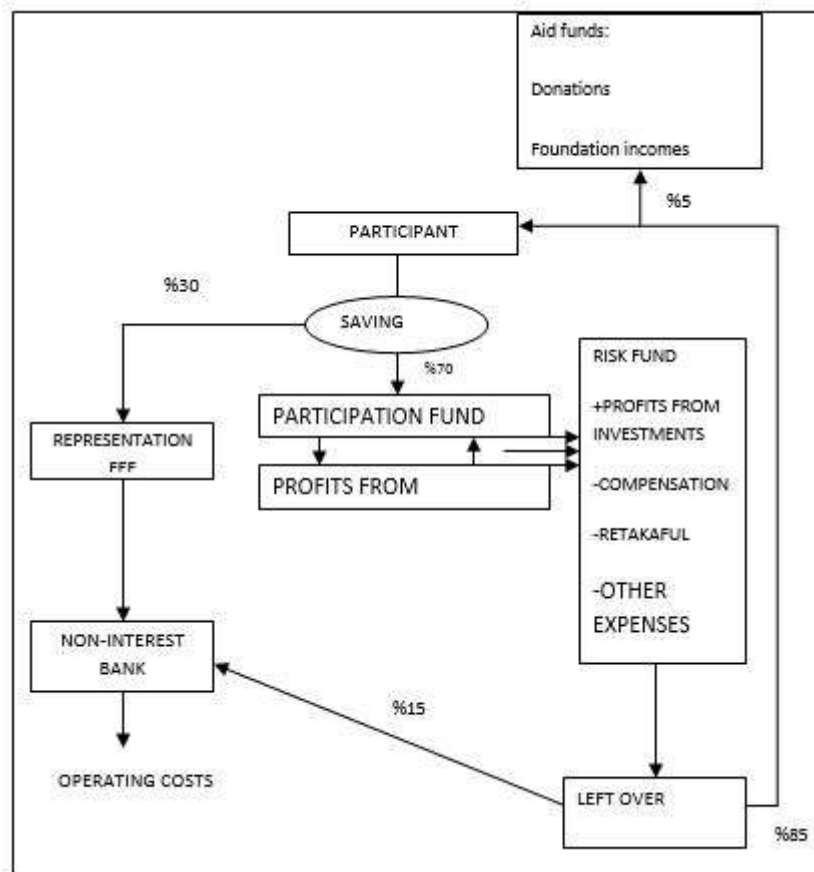 Aid funds:
Donations
Foundation incomes
%5
PARTICIPANT
%30
SAVING
%70
RISK FUND
+PROFITS FROM
INVESTMENTS
-COMPENSATION
-RETAKAFUL
-OTHER
EXPENSES
PARTICIPATION FUND
PROFITS FROM
REPRESENTATION
FFF
NON-INTEREST
BANK
%15
OPERATING COSTS
LEFT OVER
%85